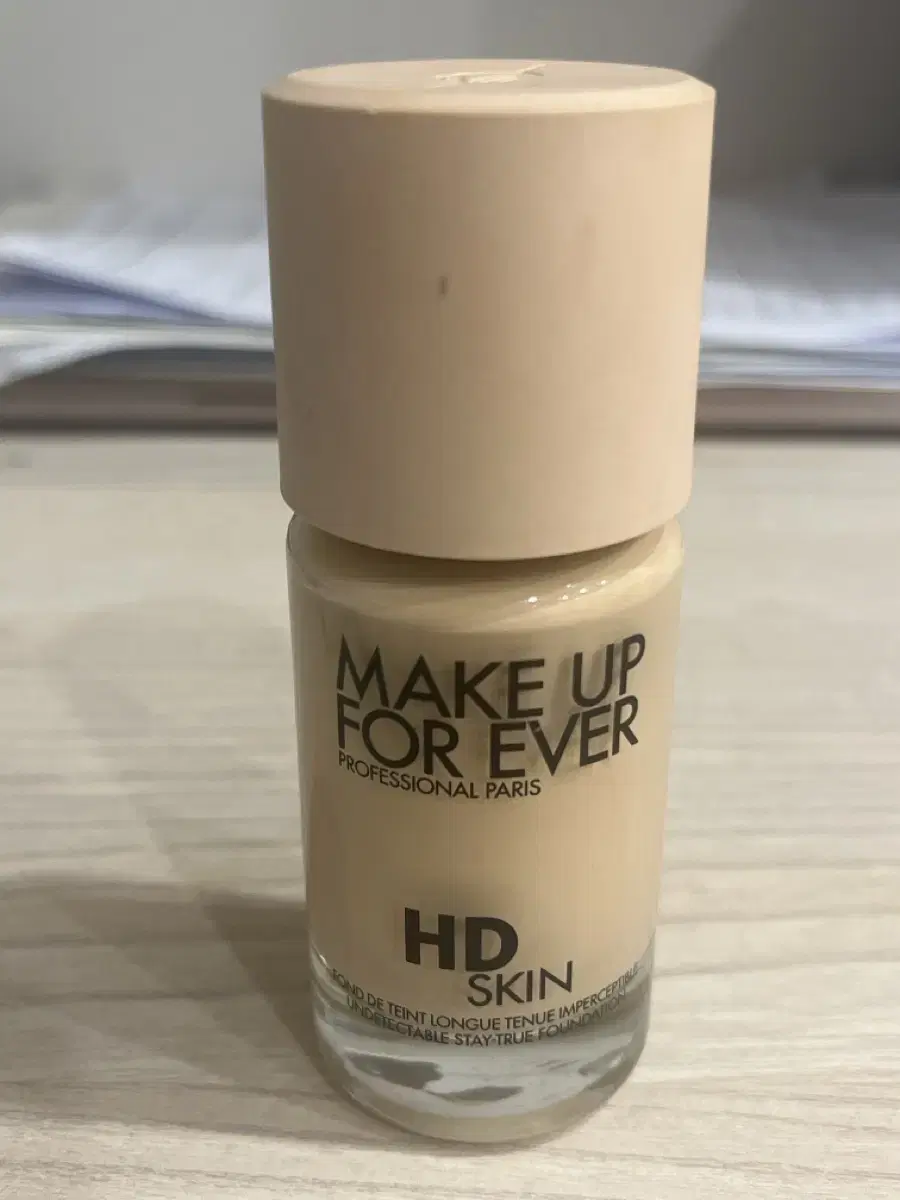 MAKE UP
FOR EVER
PROFESSIONAL PARIS
HD
SKIN
FOND DE TEINT LONGUE TENUE IMPERCEPTIBLE
UNDETECTABLE STAY-TRUE FOUNDATION